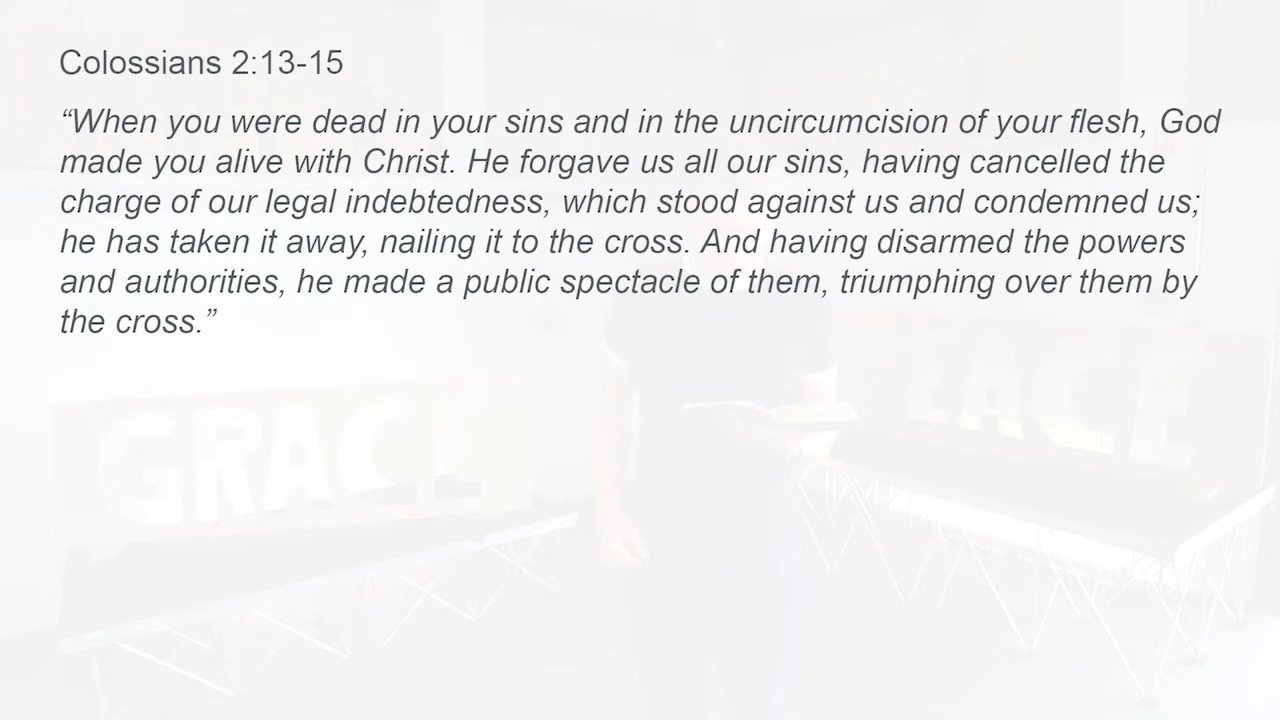 Colossians 2:13-15
“When you were dead in your sins and in the uncircumcision of your flesh, God
made you alive with Christ. He forgave us all our sins, having cancelled the
charge of our legal indebtedness, which stood against us and condemned us;
he has taken it away, nailing it to the cross. And having disarmed the powers
and authorities, he made a public spectacle of them, triumphing over them by
the cross.”
GRACE
PEACE